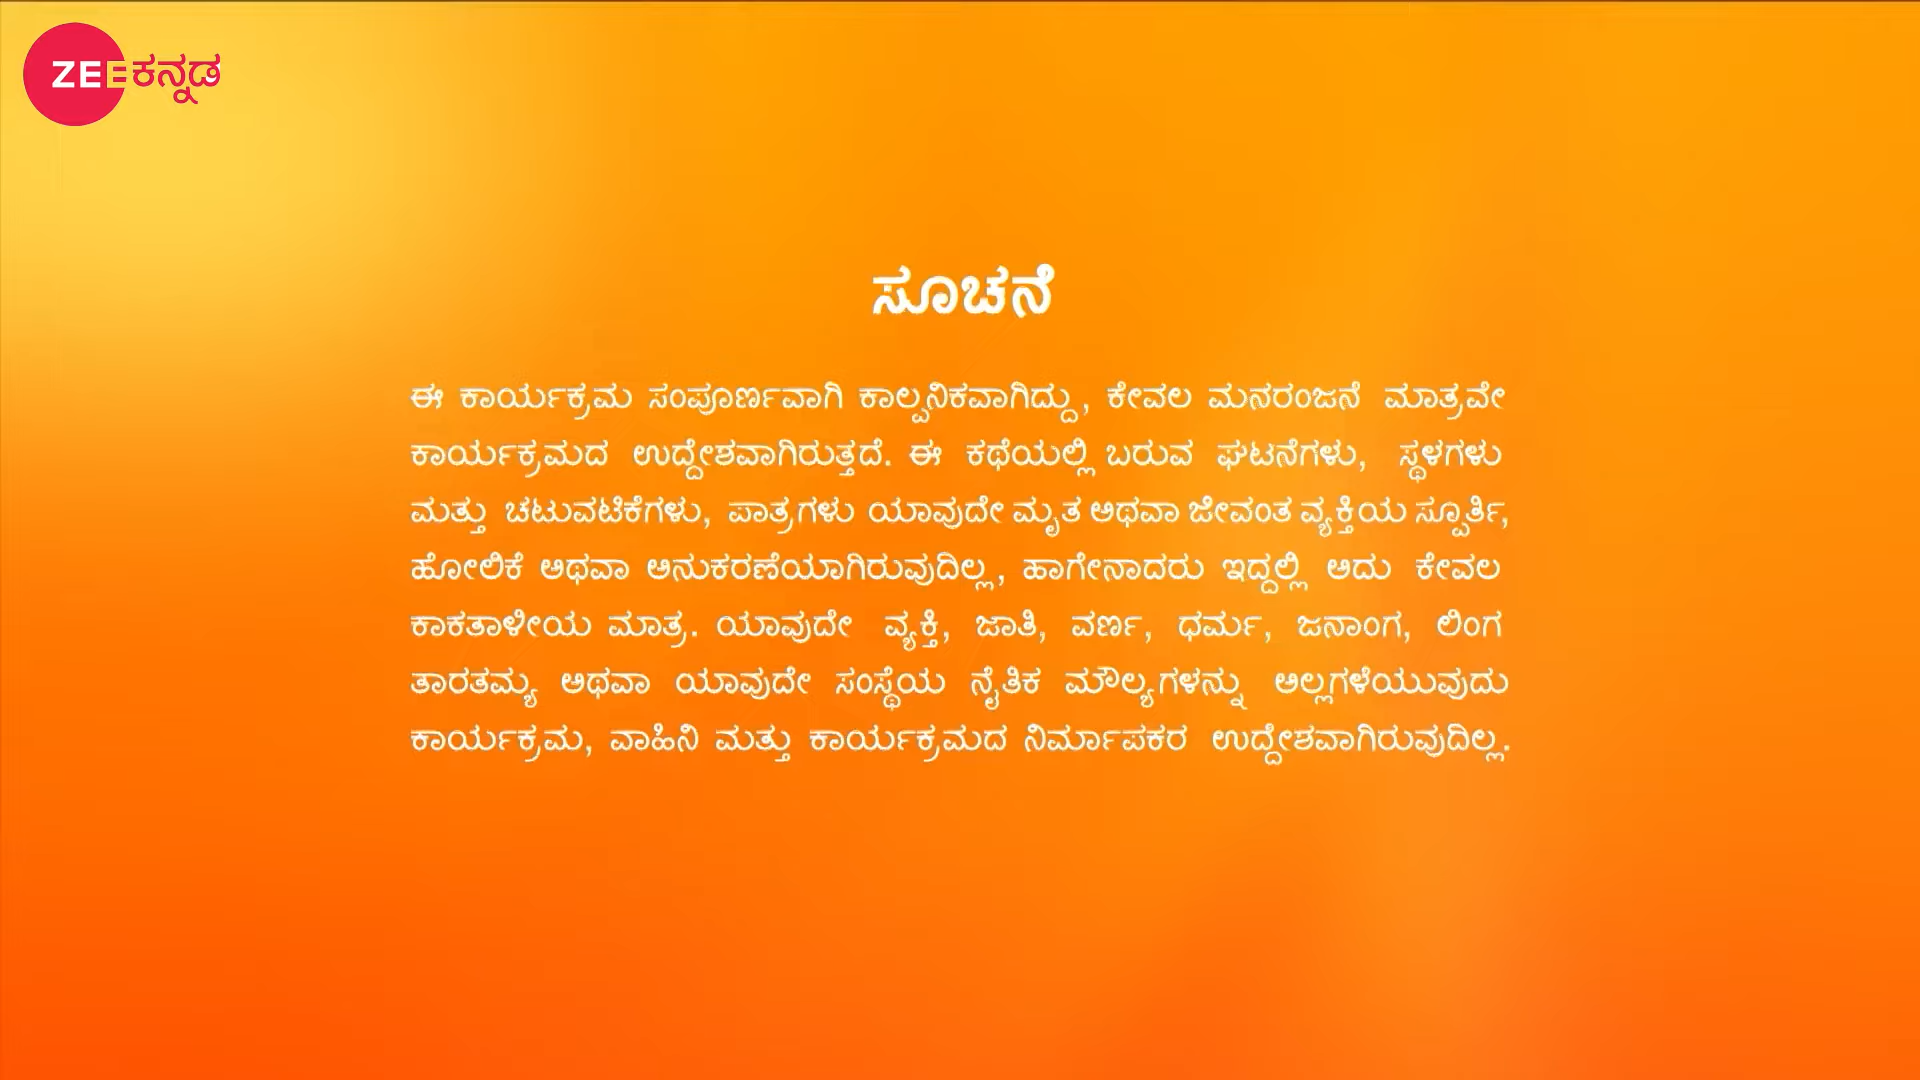 ZEE ಕನ್ನಡ
ಸೂಚನೆ
ಈ ಕಾರ್ಯಕ್ರಮ ಸಂಪೂರ್ಣವಾಗಿ ಕಾಲ್ಪನಿಕವಾಗಿದ್ದು, ಕೇವಲ ಮನರಂಜನೆ ಮಾತ್ರವೇ
ಕಾರ್ಯಕ್ರಮದ ಉದ್ದೇಶವಾಗಿರುತ್ತದೆ. ಈ ಕಥೆಯಲ್ಲಿ ಬರುವ ಘಟನೆಗಳು, ಸ್ಥಳಗಳು
ಮತ್ತು ಚಟುವಟಿಕೆಗಳು, ಪಾತ್ರಗಳು ಯಾವುದೇ ಮೃತ ಅಥವಾ ಜೀವಂತ ವ್ಯಕ್ತಿಯ ಸ್ಪೂರ್ತಿ,
ಹೋಲಿಕೆ ಅಥವಾ ಅನುಕರಣೆಯಾಗಿರುವುದಿಲ್ಲ, ಹಾಗೇನಾದರು ಇದ್ದಲ್ಲಿ ಅದು ಕೇವಲ
ಕಾಕತಾಳೀಯ ಮಾತ್ರ. ಯಾವುದೇ ವ್ಯಕ್ತಿ, ಜಾತಿ, ವರ್ಣ, ಧರ್ಮ, ಜನಾಂಗ, ಲಿಂಗ
ತಾರತಮ್ಯ ಅಥವಾ ಯಾವುದೇ ಸಂಸ್ಥೆಯ ನೈತಿಕ ಮೌಲ್ಯಗಳನ್ನು ಅಲ್ಲಗಳೆಯುವುದು
ಕಾರ್ಯಕ್ರಮ, ವಾಹಿನಿ ಮತ್ತು ಕಾರ್ಯಕ್ರಮದ ನಿರ್ಮಾಪಕರ ಉದ್ದೇಶವಾಗಿರುವುದಿಲ್ಲ.